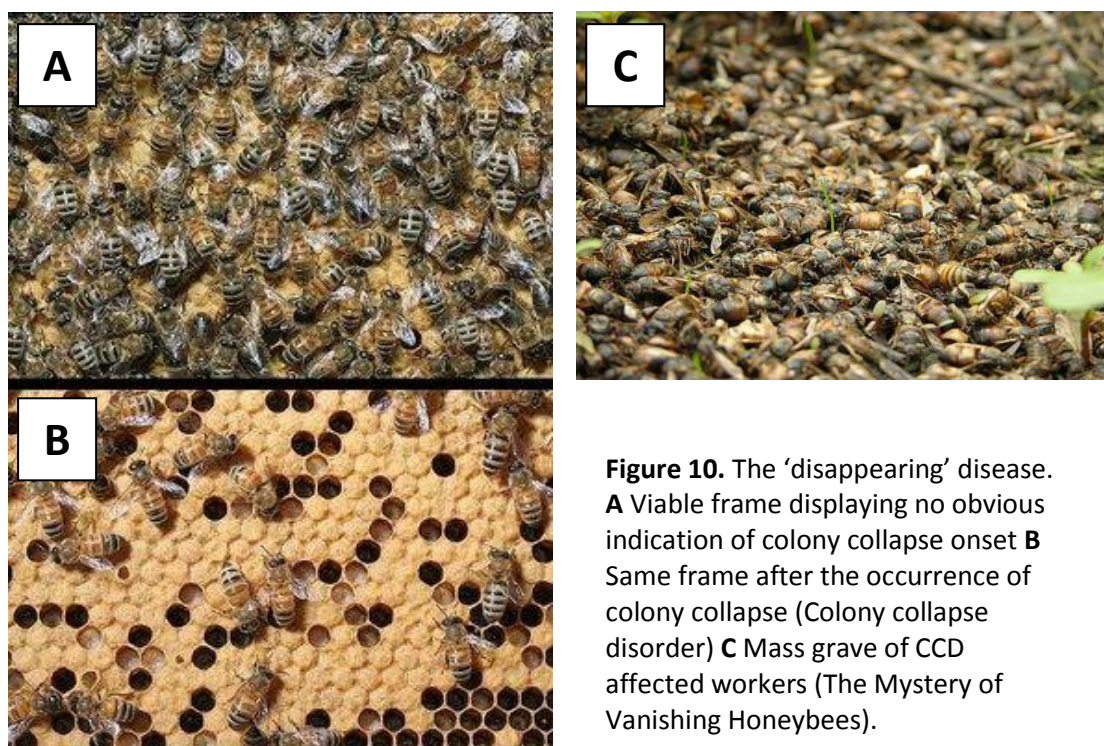 A
B
C
Figure 10. The ‘disappearing’ disease.
A Viable frame displaying no obvious
indication of colony collapse onset B
Same frame after the occurrence of
colony collapse (Colony collapse
disorder) C Mass grave of CCD
affected workers (The Mystery of
Vanishing Honeybees).